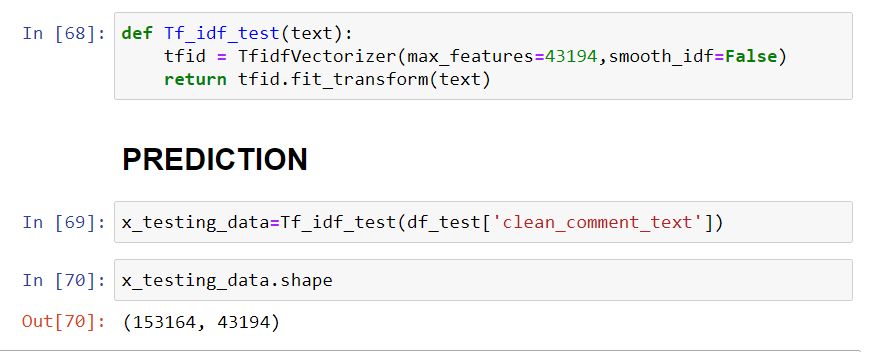 In [68]: def Tf_idf_test(text):
    tfid = TfidfVectorizer(max_features=43194,smooth_idf=False)
    return tfid.fit_transform(text)
PREDICTION
In [69]: x_testing_data=Tf_idf_test(df_test['clean_comment_text'])
In [70]: x_testing_data.shape
Out[70]: (153164, 43194)